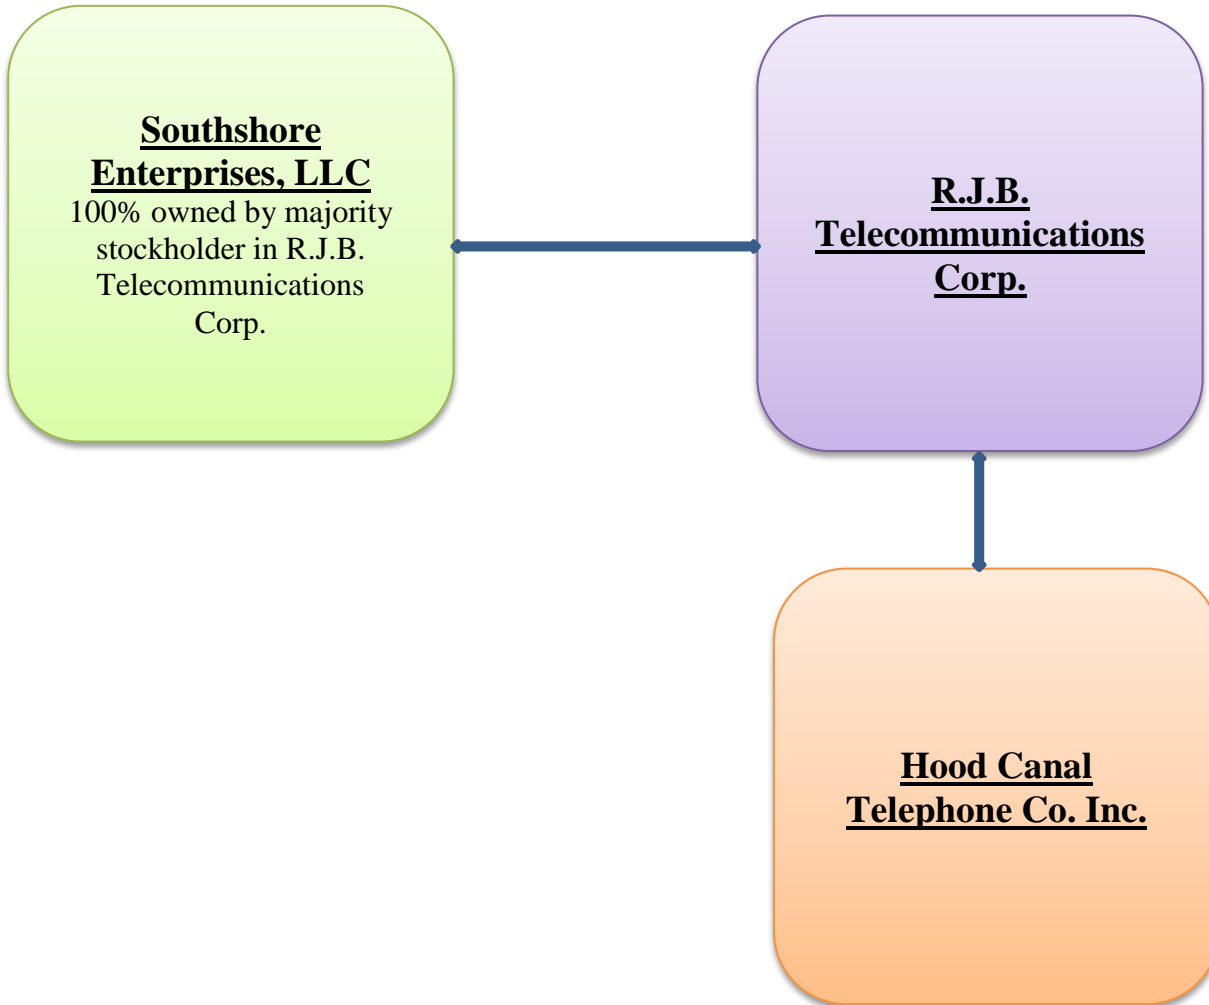 Southshore
Enterprises, LLC
100% owned by majority
stockholder in R.J.B.
Telecommunications
Corp.
R.J.B.
Telecommunications
Corp.
Hood Canal
Telephone Co. Inc.